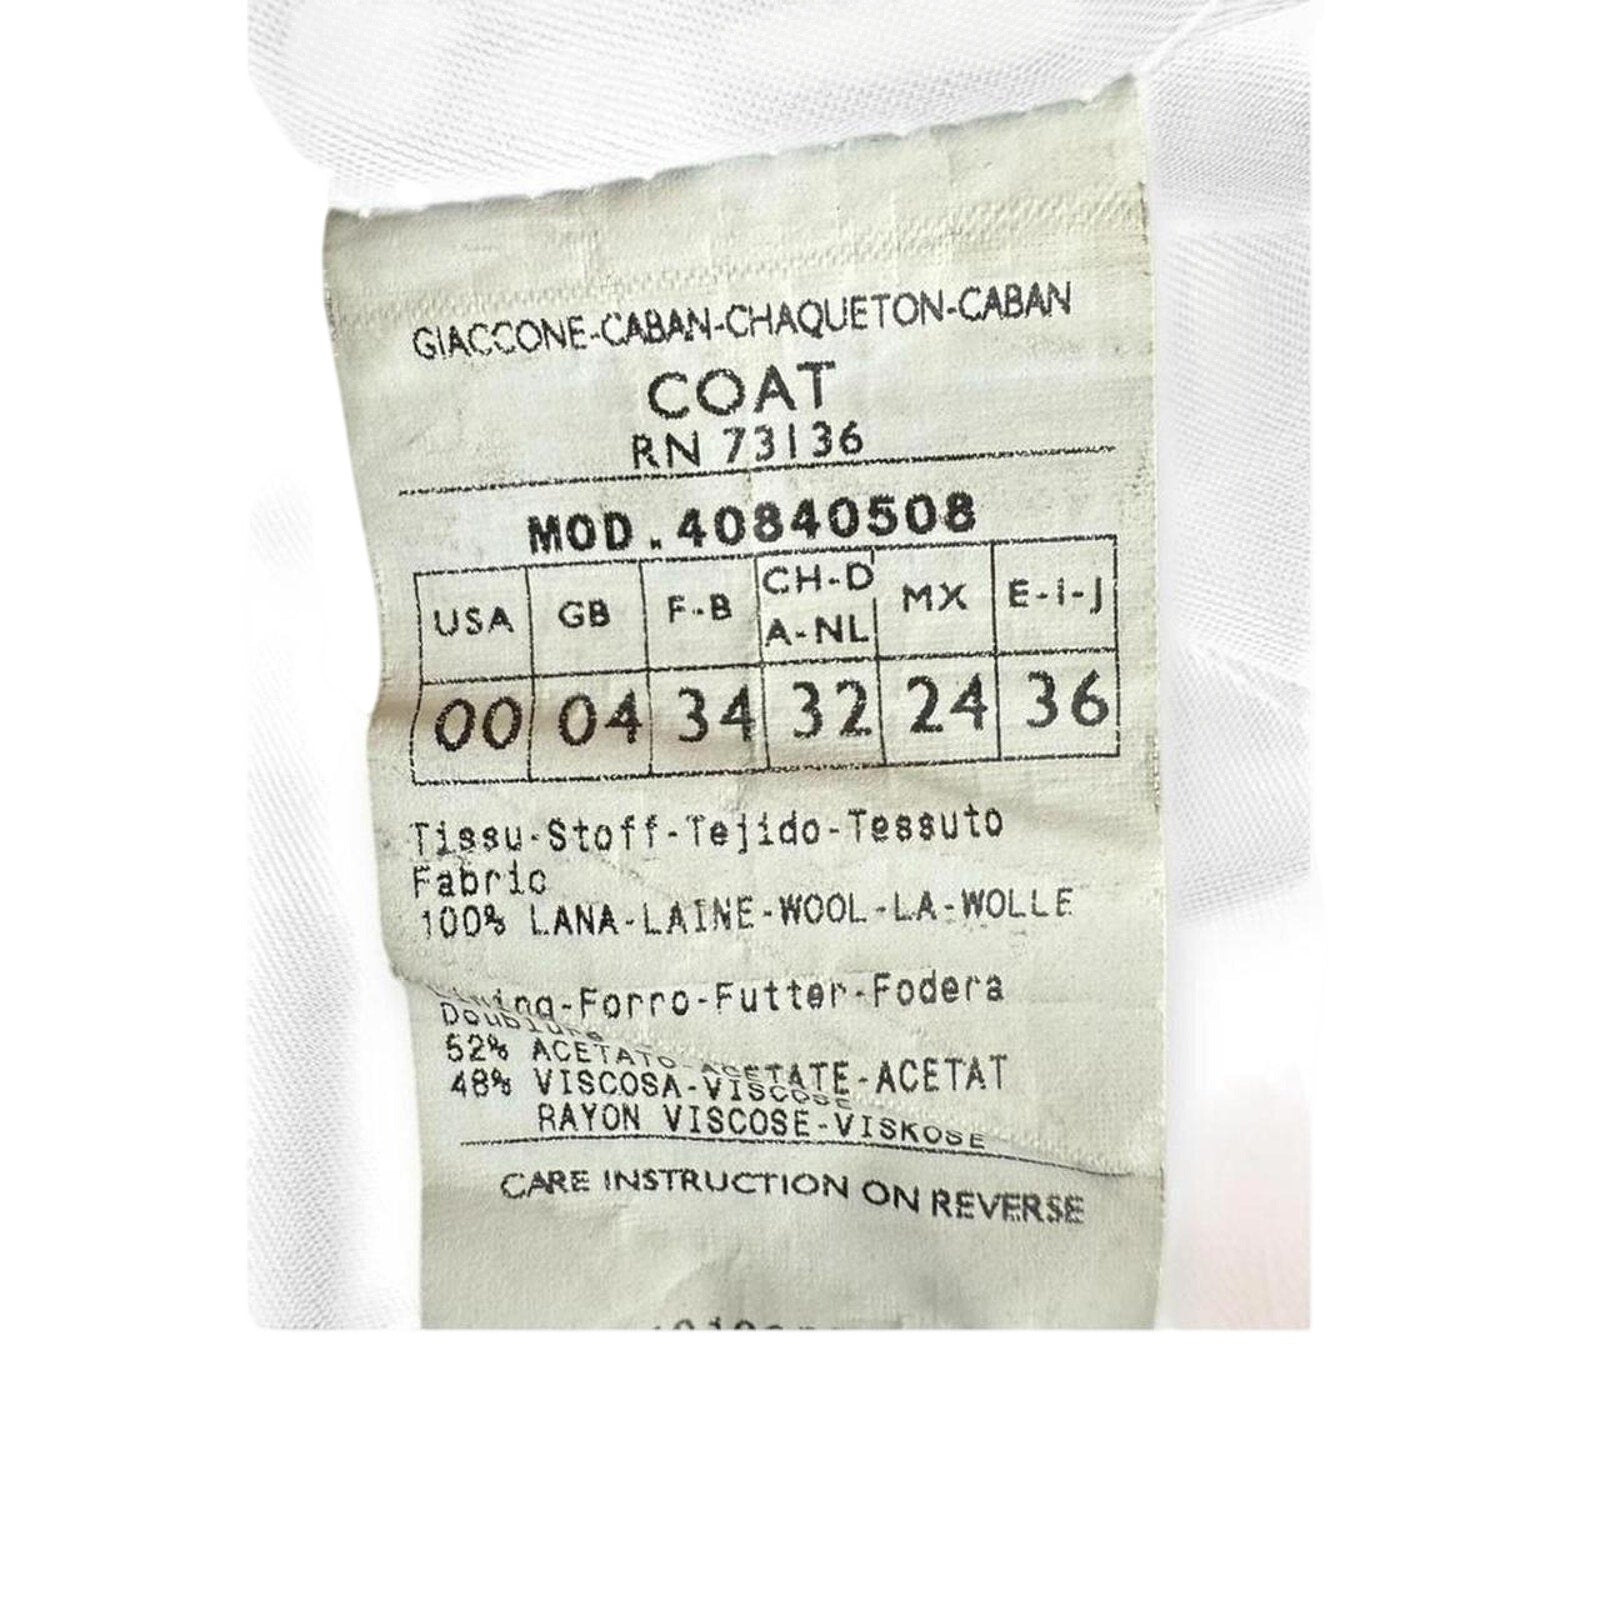 GIACCONE-CABAN-CHAQUETON-CABAN
COAT
RN 73136
MOD.40840508
USA GB F-B CH-D A-NL MX E-I-J
00 04 34 32 24 36
Tissu-Stoff-Tejido-Tessuto
Fabric
100% LANA-LAINE-WOOL-LA-WOLLE
Lining-Forro-Futter-Fodera
Doublure
52% ACETATO-ACETATE-ACETAT
48% VISCOSA-VISCOSE
RAYON VISCOSE-VISKOSE
CARE INSTRUCTION ON REVERSE